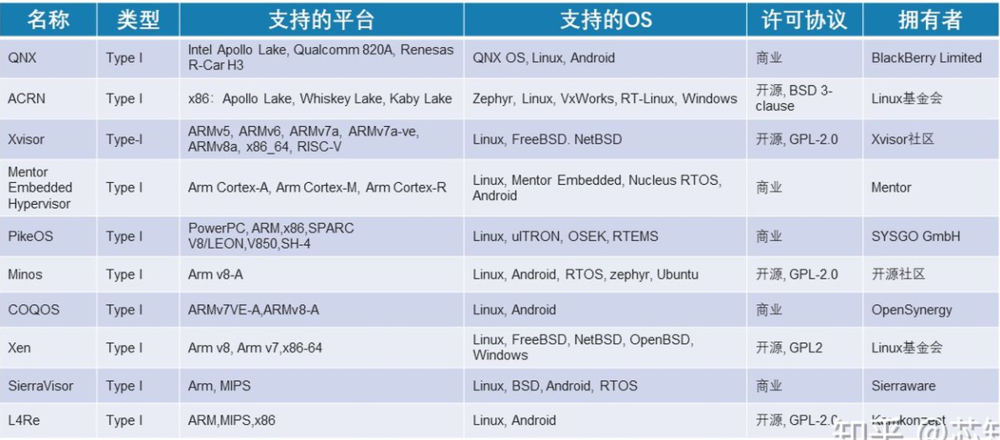 名称 类型 支持的平台 支持的OS 许可协议 拥有者
QNX Type I Intel Apollo Lake, Qualcomm 820A, Renesas R-Car H3 QNX OS, Linux, Android 商业 BlackBerry Limited
ACRN Type I x86：Apollo Lake, Whiskey Lake, Kaby Lake Zephyr, Linux, VxWorks, RT-Linux, Windows 开源, BSD 3-clause Linux基金会
Xvisor Type-I ARMv5, ARMv6, ARMv7a, ARMv7a-ve, ARMv8a, x86_64, RISC-V Linux, FreeBSD. NetBSD 开源, GPL-2.0 Xvisor社区
Mentor Embedded Hypervisor Type I Arm Cortex-A, Arm Cortex-M, Arm Cortex-R Linux, Mentor Embedded, Nucleus RTOS, Android 商业 Mentor
PikeOS Type I PowerPC, ARM,x86,SPARC V8/LEON,V850,SH-4 Linux, uITRON, OSEK, RTEMS 商业 SYSGO GmbH
Minos Type I Arm v8-A Linux, Android, RTOS, zephyr, Ubuntu 开源, GPL-2.0 开源社区
COQOS Type I ARMv7VE-A,ARMv8-A Linux, Android 商业 OpenSynergy
Xen Type I Arm v8, Arm v7,x86-64 Linux, FreeBSD, NetBSD, OpenBSD, Windows 开源, GPL2 Linux基金会
SierraVisor Type I Arm, MIPS Linux, BSD, Android, RTOS 商业 Sierraware
L4Re Type I ARM,MIPS,x86 Linux, Android 开源, GPL-2.0 Kernkonzept
知乎